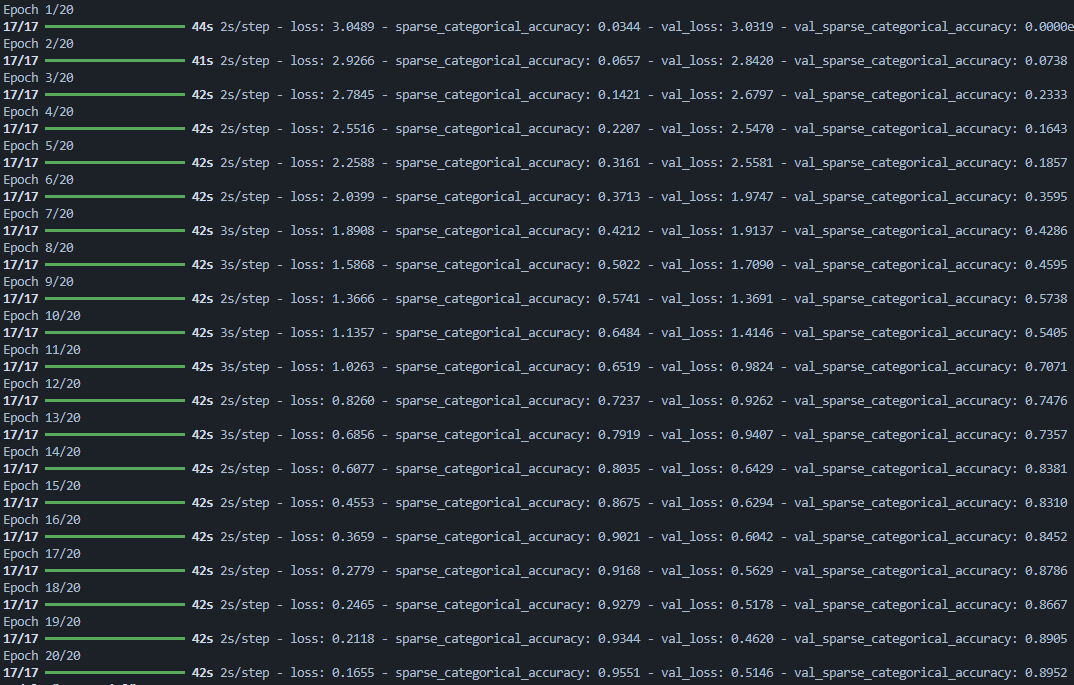 Epoch 1/20
17/17 44s 2s/step - loss: 3.0489 - sparse_categorical_accuracy: 0.0344 - val_loss: 3.0319 - val_sparse_categorical_accuracy: 0.0000e
Epoch 2/20
17/17 41s 2s/step - loss: 2.9266 - sparse_categorical_accuracy: 0.0657 - val_loss: 2.8420 - val_sparse_categorical_accuracy: 0.0738
Epoch 3/20
17/17 42s 2s/step - loss: 2.7845 - sparse_categorical_accuracy: 0.1421 - val_loss: 2.6797 - val_sparse_categorical_accuracy: 0.2333
Epoch 4/20
17/17 42s 2s/step - loss: 2.5516 - sparse_categorical_accuracy: 0.2207 - val_loss: 2.5470 - val_sparse_categorical_accuracy: 0.1643
Epoch 5/20
17/17 42s 2s/step - loss: 2.2588 - sparse_categorical_accuracy: 0.3161 - val_loss: 2.5581 - val_sparse_categorical_accuracy: 0.1857
Epoch 6/20
17/17 42s 2s/step - loss: 2.0399 - sparse_categorical_accuracy: 0.3713 - val_loss: 1.9747 - val_sparse_categorical_accuracy: 0.3595
Epoch 7/20
17/17 42s 3s/step - loss: 1.8908 - sparse_categorical_accuracy: 0.4212 - val_loss: 1.9137 - val_sparse_categorical_accuracy: 0.4286
Epoch 8/20
17/17 42s 3s/step - loss: 1.5868 - sparse_categorical_accuracy: 0.5022 - val_loss: 1.7090 - val_sparse_categorical_accuracy: 0.4595
Epoch 9/20
17/17 42s 2s/step - loss: 1.3666 - sparse_categorical_accuracy: 0.5741 - val_loss: 1.3691 - val_sparse_categorical_accuracy: 0.5738
Epoch 10/20
17/17 42s 3s/step - loss: 1.1357 - sparse_categorical_accuracy: 0.6484 - val_loss: 1.4146 - val_sparse_categorical_accuracy: 0.5405
Epoch 11/20
17/17 42s 3s/step - loss: 1.0263 - sparse_categorical_accuracy: 0.6519 - val_loss: 0.9824 - val_sparse_categorical_accuracy: 0.7071
Epoch 12/20
17/17 42s 2s/step - loss: 0.8260 - sparse_categorical_accuracy: 0.7237 - val_loss: 0.9262 - val_sparse_categorical_accuracy: 0.7476
Epoch 13/20
17/17 42s 3s/step - loss: 0.6856 - sparse_categorical_accuracy: 0.7919 - val_loss: 0.9407 - val_sparse_categorical_accuracy: 0.7357
Epoch 14/20
17/17 42s 2s/step - loss: 0.6077 - sparse_categorical_accuracy: 0.8035 - val_loss: 0.6429 - val_sparse_categorical_accuracy: 0.8381
Epoch 15/20
17/17 42s 2s/step - loss: 0.4553 - sparse_categorical_accuracy: 0.8675 - val_loss: 0.6294 - val_sparse_categorical_accuracy: 0.8310
Epoch 16/20
17/17 42s 2s/step - loss: 0.3659 - sparse_categorical_accuracy: 0.9021 - val_loss: 0.6042 - val_sparse_categorical_accuracy: 0.8452
Epoch 17/20
17/17 42s 2s/step - loss: 0.2779 - sparse_categorical_accuracy: 0.9168 - val_loss: 0.5629 - val_sparse_categorical_accuracy: 0.8786
Epoch 18/20
17/17 42s 2s/step - loss: 0.2465 - sparse_categorical_accuracy: 0.9279 - val_loss: 0.5178 - val_sparse_categorical_accuracy: 0.8667
Epoch 19/20
17/17 42s 2s/step - loss: 0.2118 - sparse_categorical_accuracy: 0.9344 - val_loss: 0.4620 - val_sparse_categorical_accuracy: 0.8905
Epoch 20/20
17/17 42s 2s/step - loss: 0.1655 - sparse_categorical_accuracy: 0.9551 - val_loss: 0.5146 - val_sparse_categorical_accuracy: 0.8952